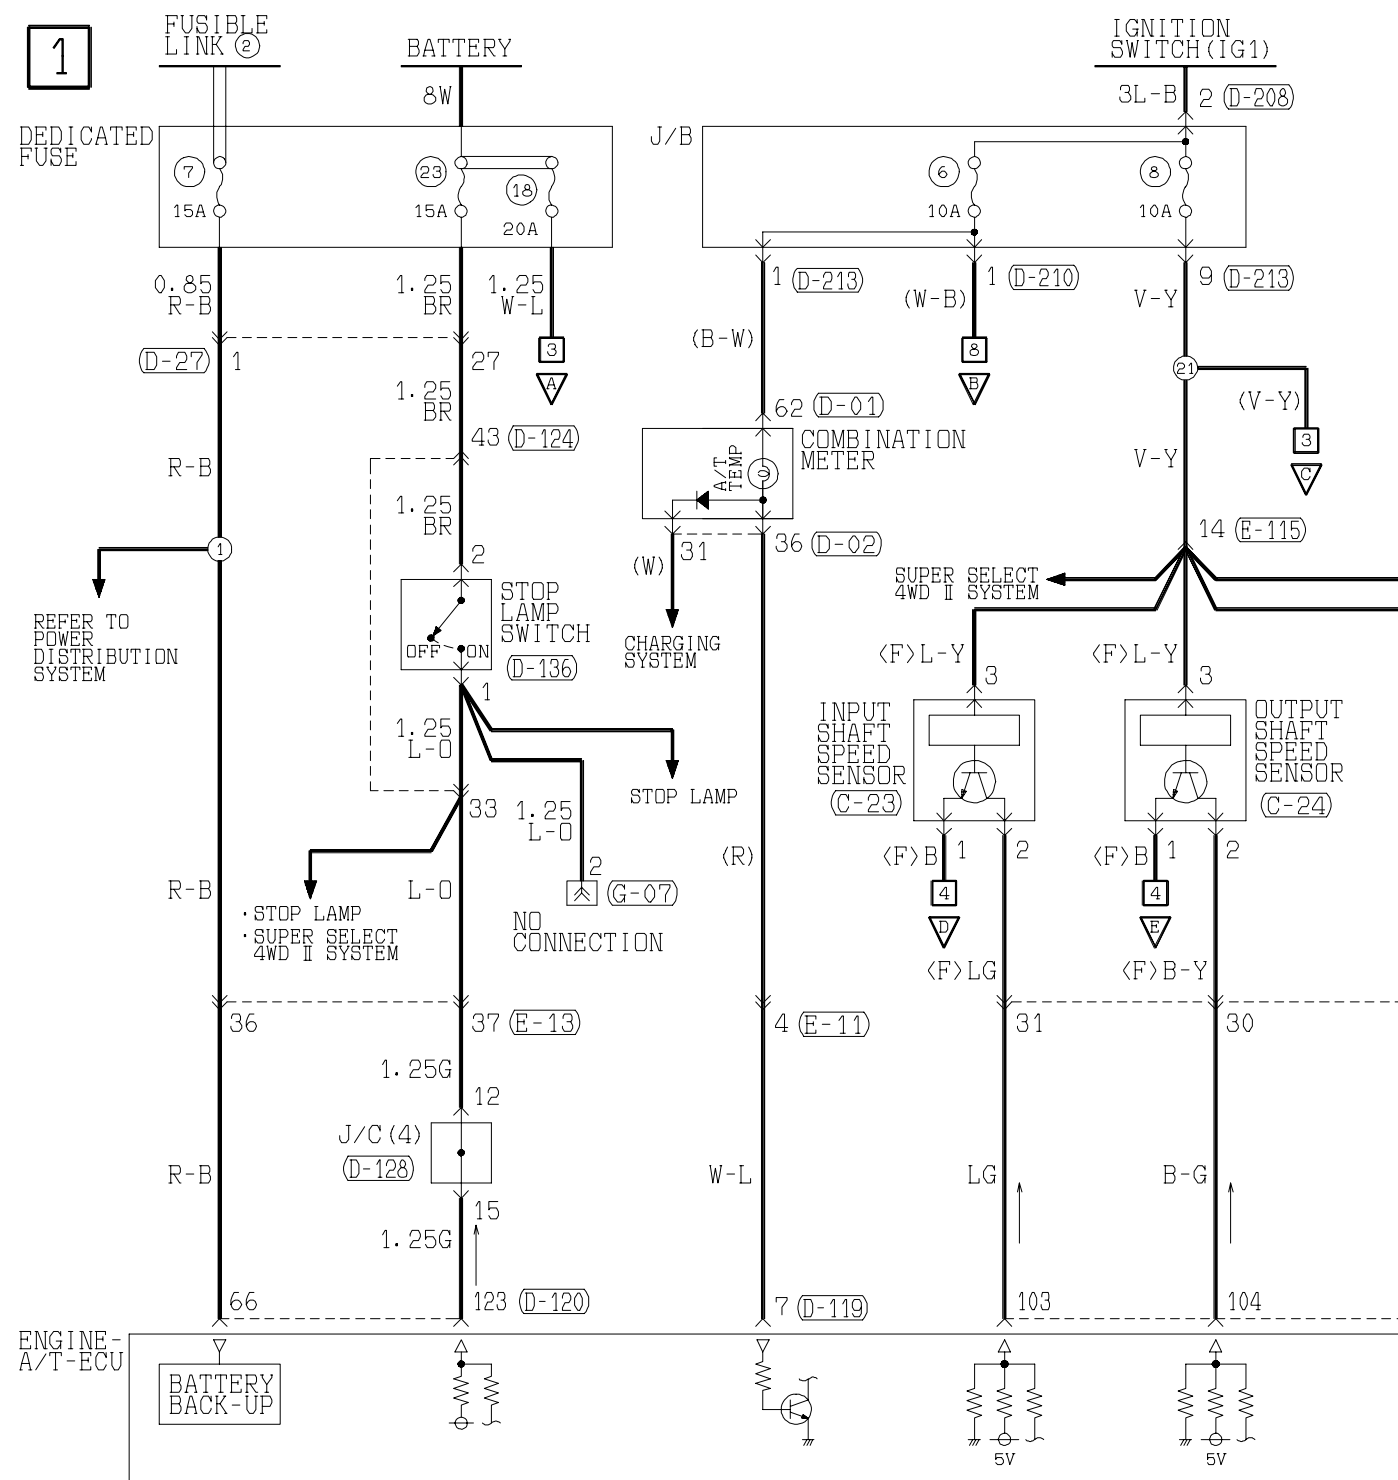 1
FUSIBLE
LINK ②
BATTERY
IGNITION
SWITCH(IG1)
8W
3L-B
2 (D-208)
DEDICATED
FUSE
J/B
7
15A
23
15A
18
20A
6
10A
8
10A
0.85
R-B
1.25
BR
1.25
W-L
1 (D-213)
(W-B)
1 (D-210)
V-Y
9 (D-213)
(B-W)
(D-27) 1
27
3
A
8
B
21
(V-Y)
3
C
1.25
BR
43 (D-124)
62 (D-01)
COMBINATION
METER
A/T
TEMP
R-B
V-Y
1.25
BR
14 (E-115)
1
2
(W)
31
36 (D-02)
SUPER SELECT
4WD Ⅱ SYSTEM
REFER TO
POWER
DISTRIBUTION
SYSTEM
STOP
LAMP
SWITCH
OFF
ON
(D-136)
CHARGING
SYSTEM
<F>L-Y
<F>L-Y
3
3
1
1.25
L-O
INPUT
SHAFT
SPEED
SENSOR
(C-23)
OUTPUT
SHAFT
SPEED
SENSOR
(C-24)
STOP LAMP
33
1.25
L-O
(R)
<F>B
1
2
<F>B
1
2
R-B
L-O
2
(G-07)
NO
CONNECTION
4
D
4
E
·STOP LAMP
·SUPER SELECT
4WD Ⅱ SYSTEM
<F>LG
<F>B-Y
36
37 (E-13)
4 (E-11)
31
30
1.25G
12
J/C(4)
(D-128)
R-B
W-L
LG
B-G
15
1.25G
66
123 (D-120)
7 (D-119)
103
104
ENGINE-
A/T-ECU
BATTERY
BACK-UP
5V
5V